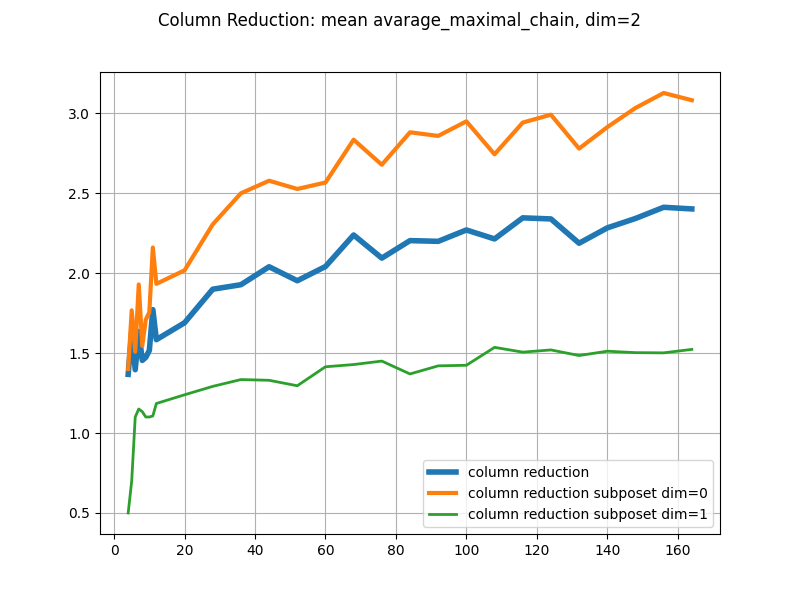 Column Reduction: mean avarage_maximal_chain, dim=2
3.0
2.5
2.0
1.5
1.0
0.5
0 20 40 60 80 100 120 140 160
column reduction
column reduction subposet dim=0
column reduction subposet dim=1